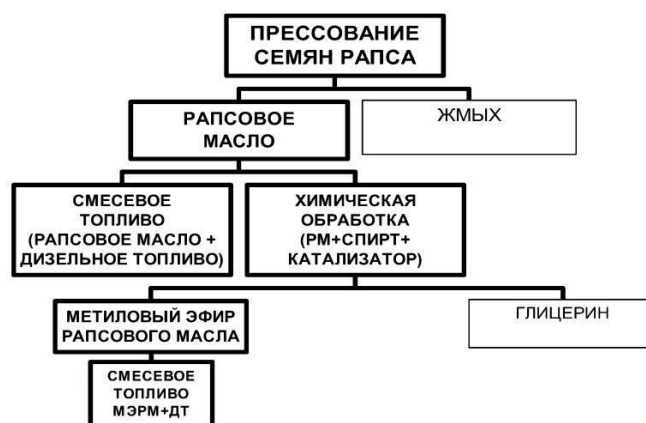 ПРЕССОВАНИЕ
СЕМЯН РАПСА
РАПСОВОЕ
МАСЛО
ЖМЫХ
СМЕСЕВОЕ
ТОПЛИВО
(РАПСОВОЕ МАСЛО +
ДИЗЕЛЬНОЕ ТОПЛИВО)
ХИМИЧЕСКАЯ
ОБРАБОТКА
(РМ+СПИРТ+
КАТАЛИЗАТОР)
МЕТИЛОВЫЙ ЭФИР
РАПСОВОГО МАСЛА
ГЛИЦЕРИН
СМЕСЕВОЕ
ТОПЛИВО
МЭРМ+ДТ